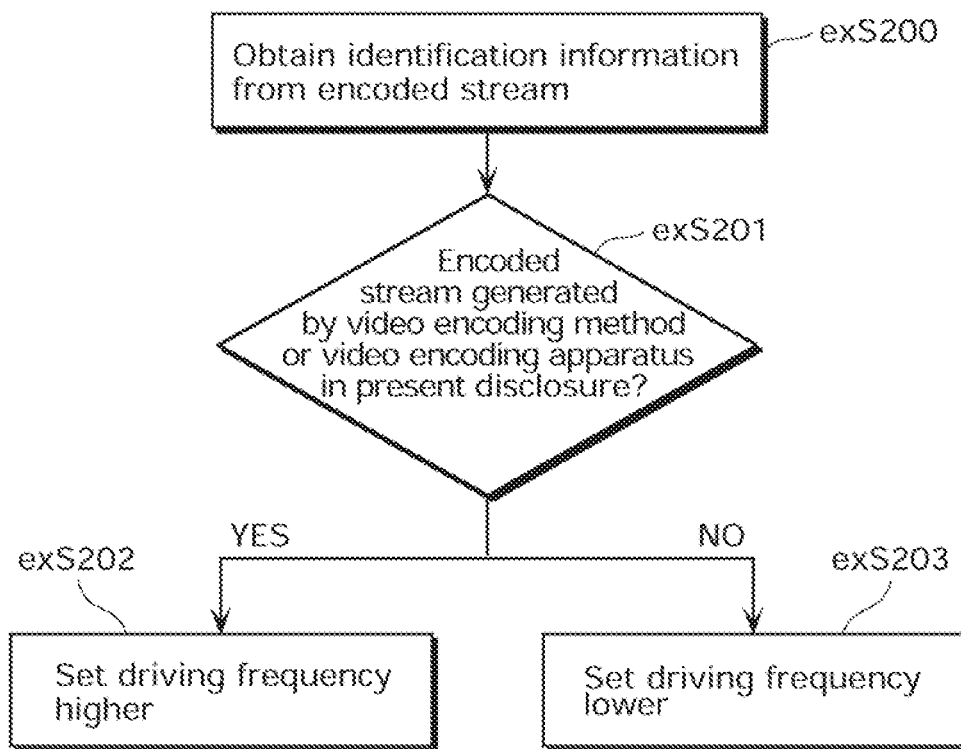 exS200
Obtain identification information
from encoded stream
exS201
Encoded
stream generated
by video encoding method
or video encoding apparatus
in present disclosure?
YES
NO
exS202
exS203
Set driving frequency
higher
Set driving frequency
lower